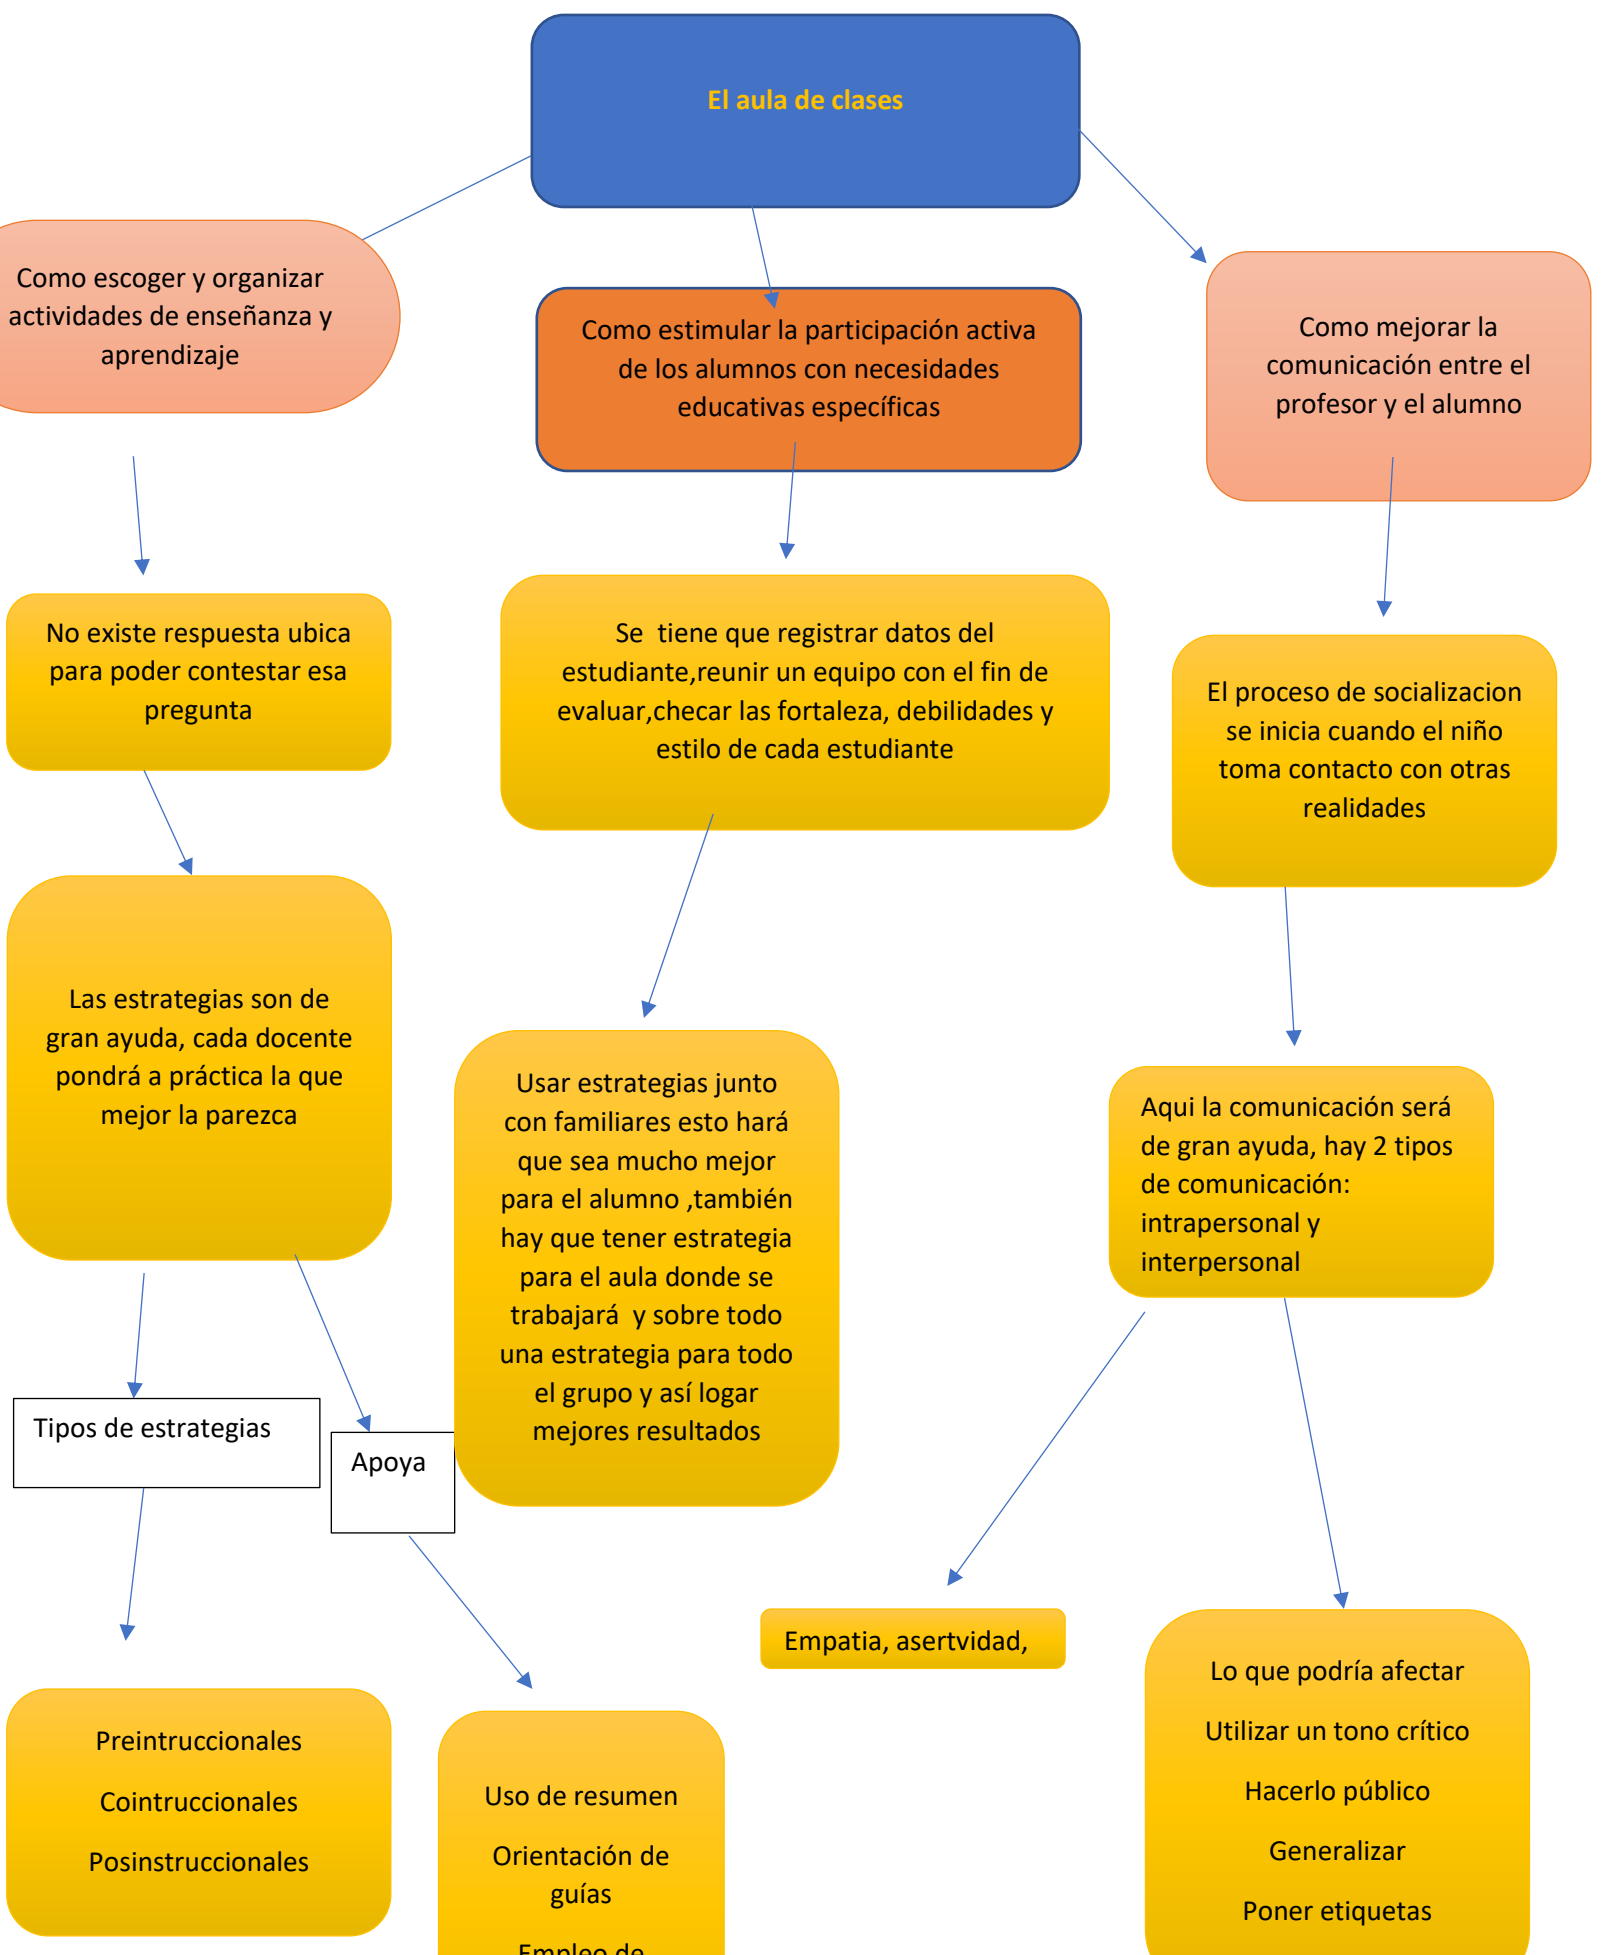 El aula de clases
Como escoger y organizar
actividades de enseñanza y
aprendizaje
Como estimular la participación activa
de los alumnos con necesidades
educativas específicas
Como mejorar la
comunicación entre el
profesor y el alumno
No existe respuesta ubica
para poder contestar esa
pregunta
Se  tiene que registrar datos del
estudiante,reunir un equipo con el fin de
evaluar,checar las fortaleza, debilidades y
estilo de cada estudiante
El proceso de socializacion
se inicia cuando el niño
toma contacto con otras
realidades
Las estrategias son de
gran ayuda, cada docente
pondrá a práctica la que
mejor la parezca
Usar estrategias junto
con familiares esto hará
que sea mucho mejor
para el alumno ,también
hay que tener estrategia
para el aula donde se
trabajará  y sobre todo
una estrategia para todo
el grupo y así logar
mejores resultados
Aqui la comunicación será
de gran ayuda, hay 2 tipos
de comunicación:
intrapersonal y
interpersonal
Tipos de estrategias
Apoya
Empatia, asertvidad,
Lo que podría afectar
Utilizar un tono crítico
Hacerlo público
Generalizar
Poner etiquetas
Preintruccionales
Cointruccionales
Posinstruccionales
Uso de resumen
Orientación de
guías
Empleo de